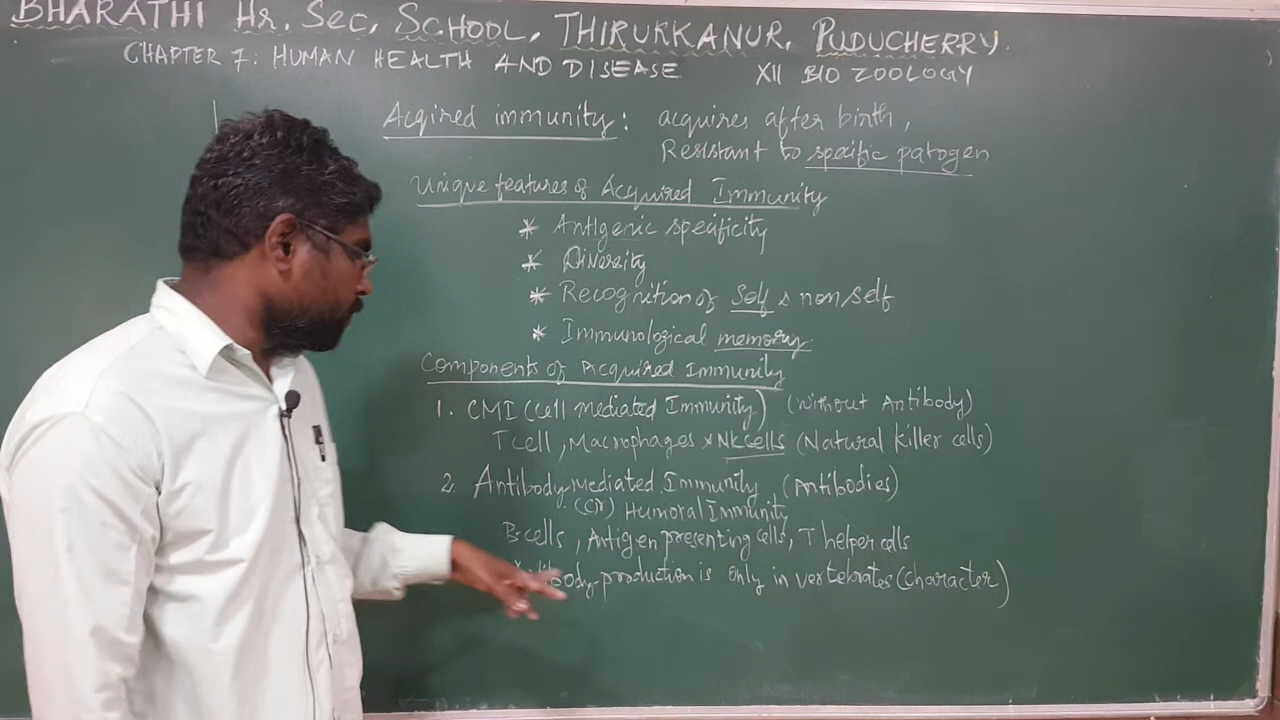 BHARATHI Hr. Sec, SCHOOL, THIRUKKANUR, PUDUCHERRY.
CHAPTER 7: HUMAN HEALTH AND DISEASE XII BIO ZOOLOGY
Acqired immunity: acquires after birth,
Resistant to specific patogen
Unique features of Acquired Immunity
* Antigenic specificity
* Diversity
* Recognition of Self & non self
* Immunological memory.
Components of Acquired Immunity
1. CMI (Cell mediated Immunity) (without Antibody)
T cell, Macrophages & NK cells (Natural killer cells)
2. Antibody mediated Immunity (Antibodies)
(or) Humoral Immunity
B-cells, Antigen presenting cells, T helper cells
production is only in vertebrates (character)